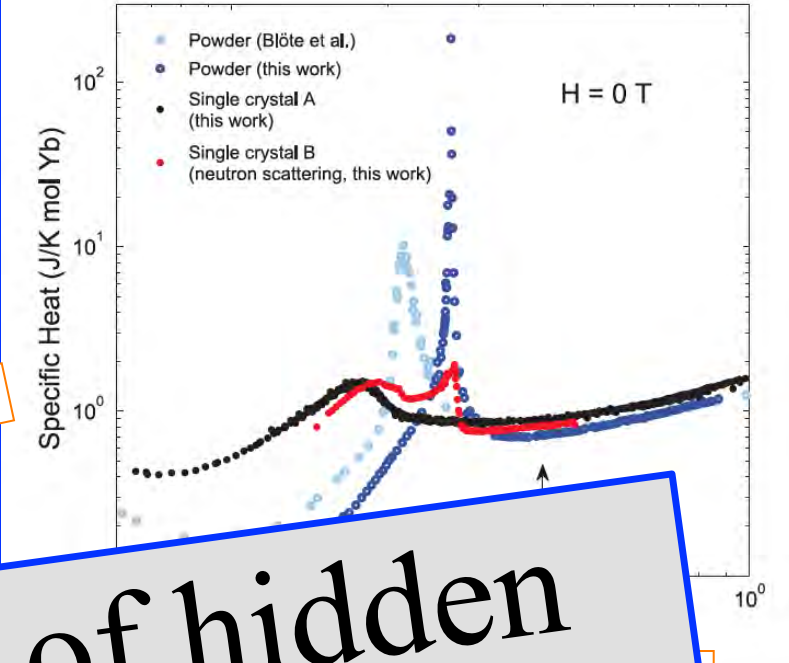 Powder (Blöte et al.)
Powder (this work)
Single crystal A
(this work)
Single crystal B
(neutron scattering, this work)
H = 0 T
Specific Heat (J/K mol Yb)
10²
10¹
10⁰
10⁰
of hidden